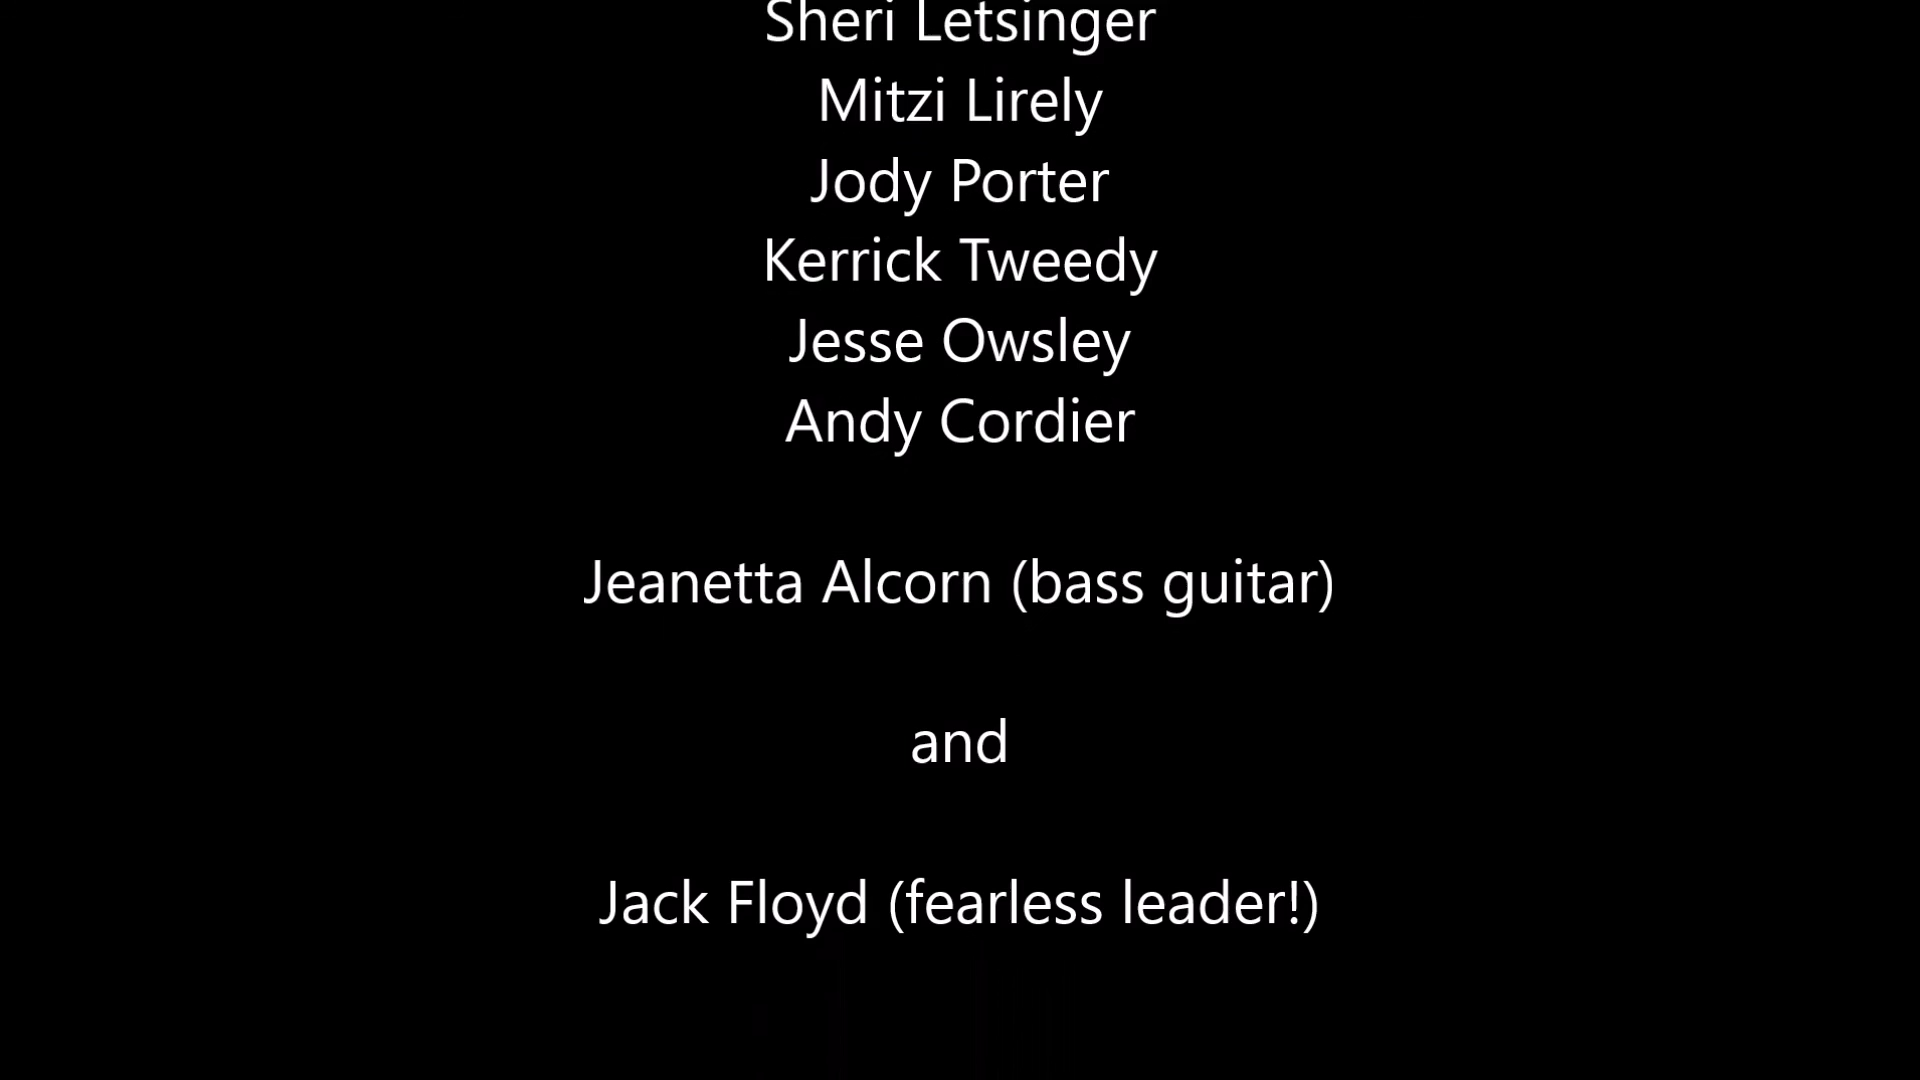 Sheri Letsinger
Mitzi Lirely
Jody Porter
Kerrick Tweedy
Jesse Owsley
Andy Cordier
Jeanetta Alcorn (bass guitar)
and
Jack Floyd (fearless leader!)